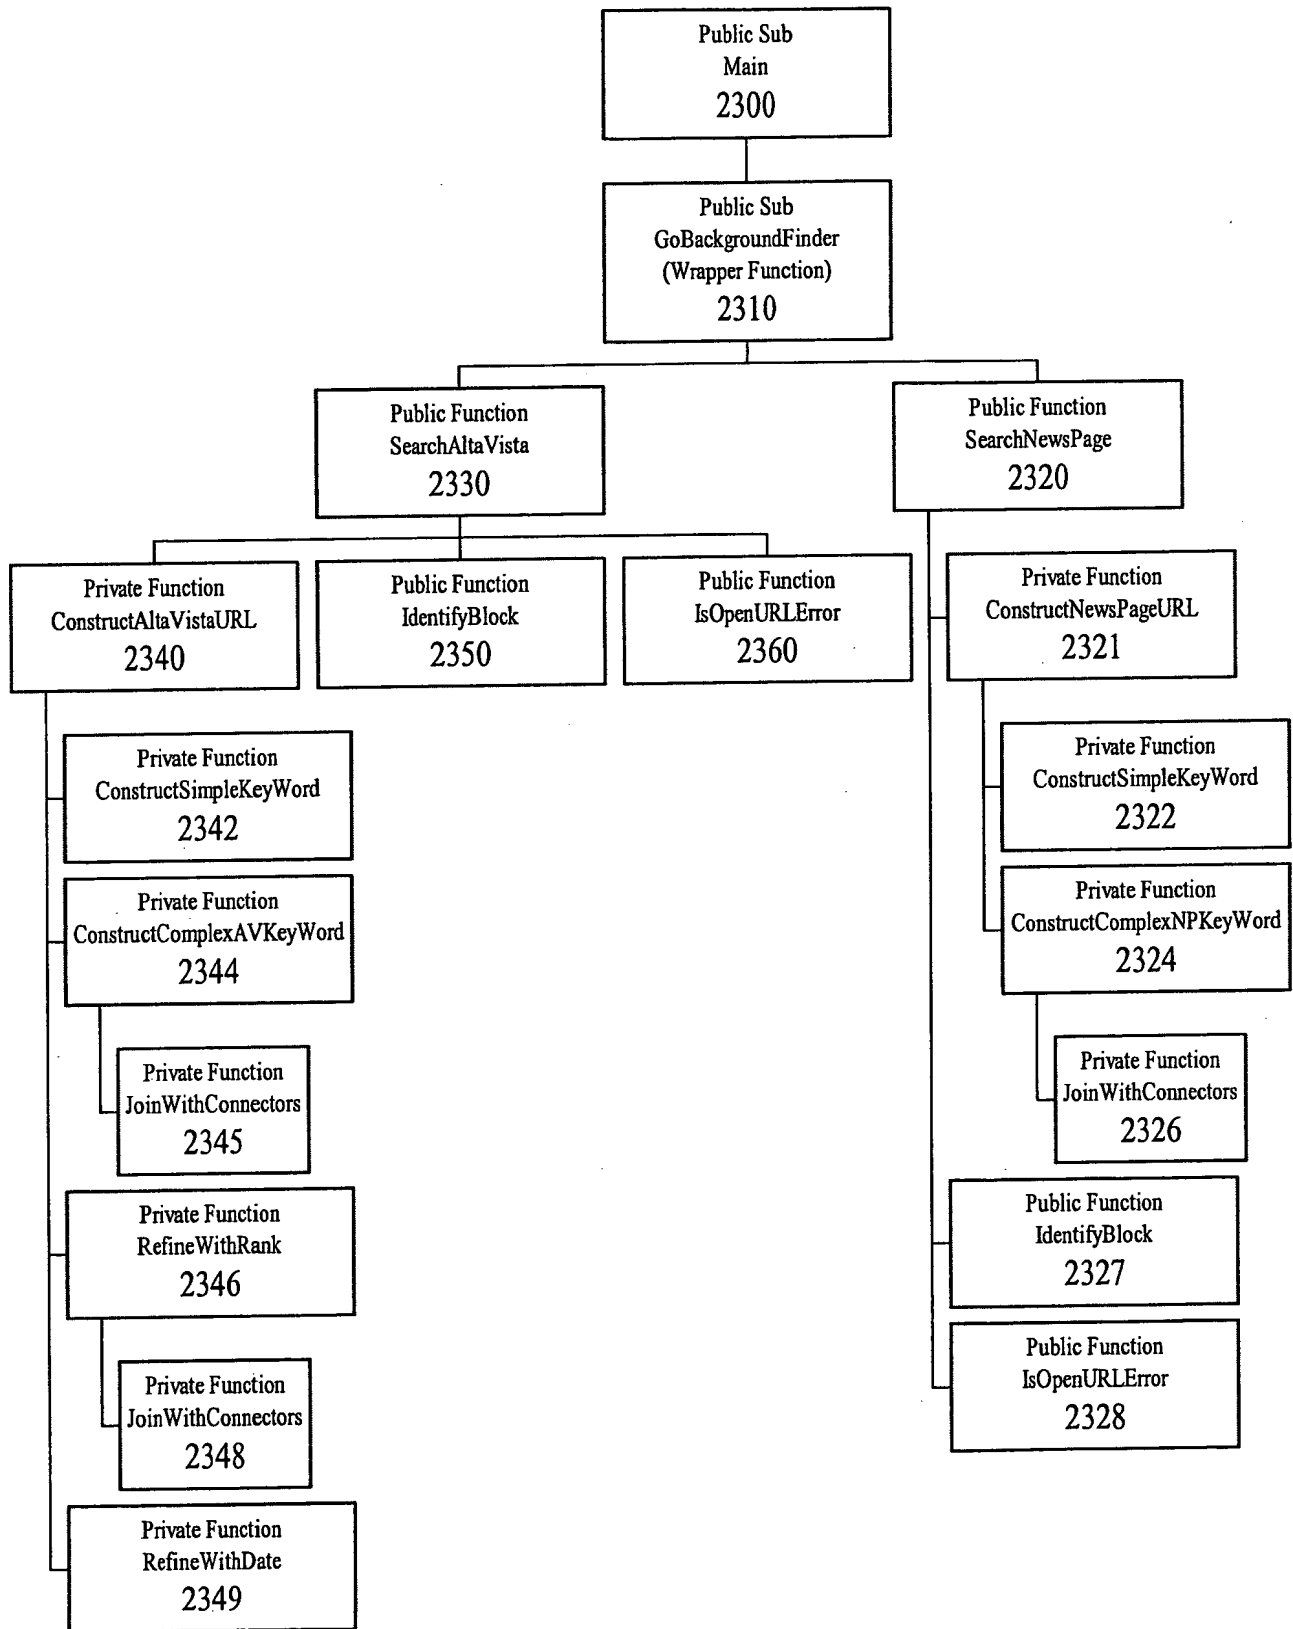 Public Sub
Main
2300
Public Sub
GoBackgroundFinder
(Wrapper Function)
2310
Public Function
SearchAltaVista
2330
Public Function
SearchNewsPage
2320
Private Function
ConstructAltaVistaURL
2340
Public Function
IdentifyBlock
2350
Public Function
IsOpenURLError
2360
Private Function
ConstructNewsPageURL
2321
Private Function
ConstructSimpleKeyWord
2342
Private Function
ConstructComplexAVKeyWord
2344
Private Function
JoinWithConnectors
2345
Private Function
RefineWithRank
2346
Private Function
JoinWithConnectors
2348
Private Function
RefineWithDate
2349
Private Function
ConstructSimpleKeyWord
2322
Private Function
ConstructComplexNPKeyWord
2324
Private Function
JoinWithConnectors
2326
Public Function
IdentifyBlock
2327
Public Function
IsOpenURLError
2328